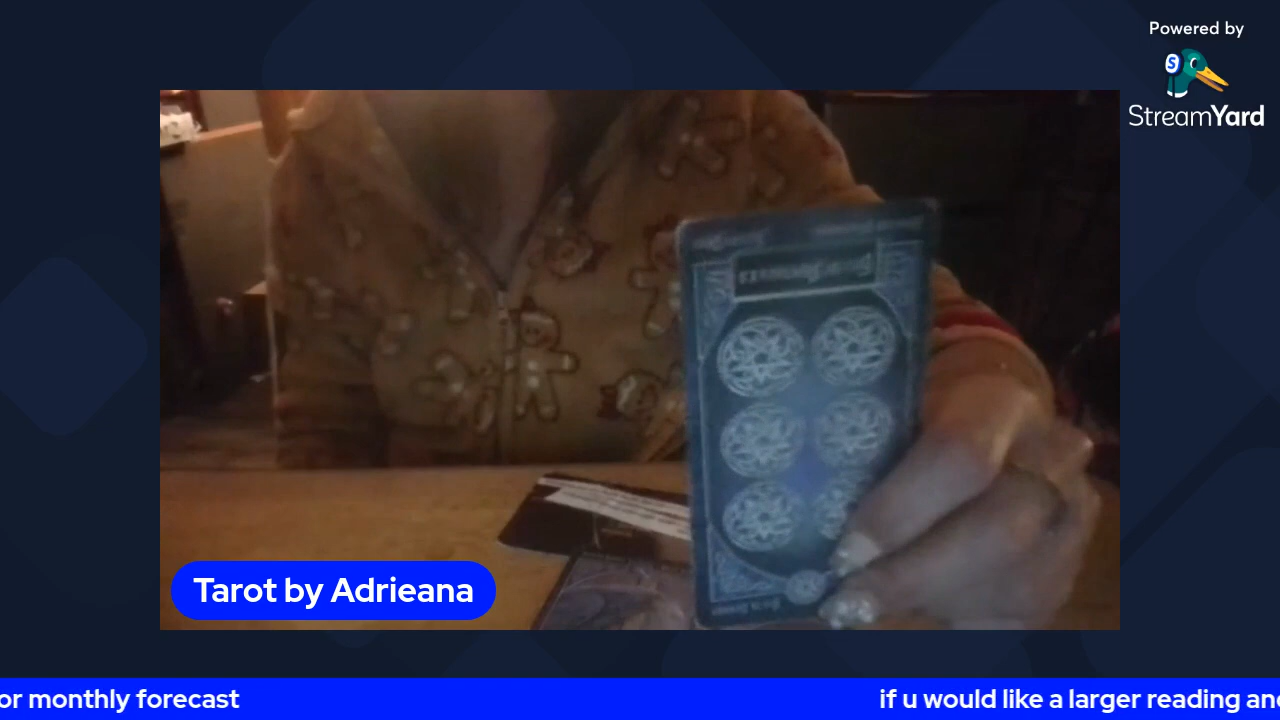 Powered by
S
StreamYard
Tarot by Adrieana
or monthly forecast
if u would like a larger reading and